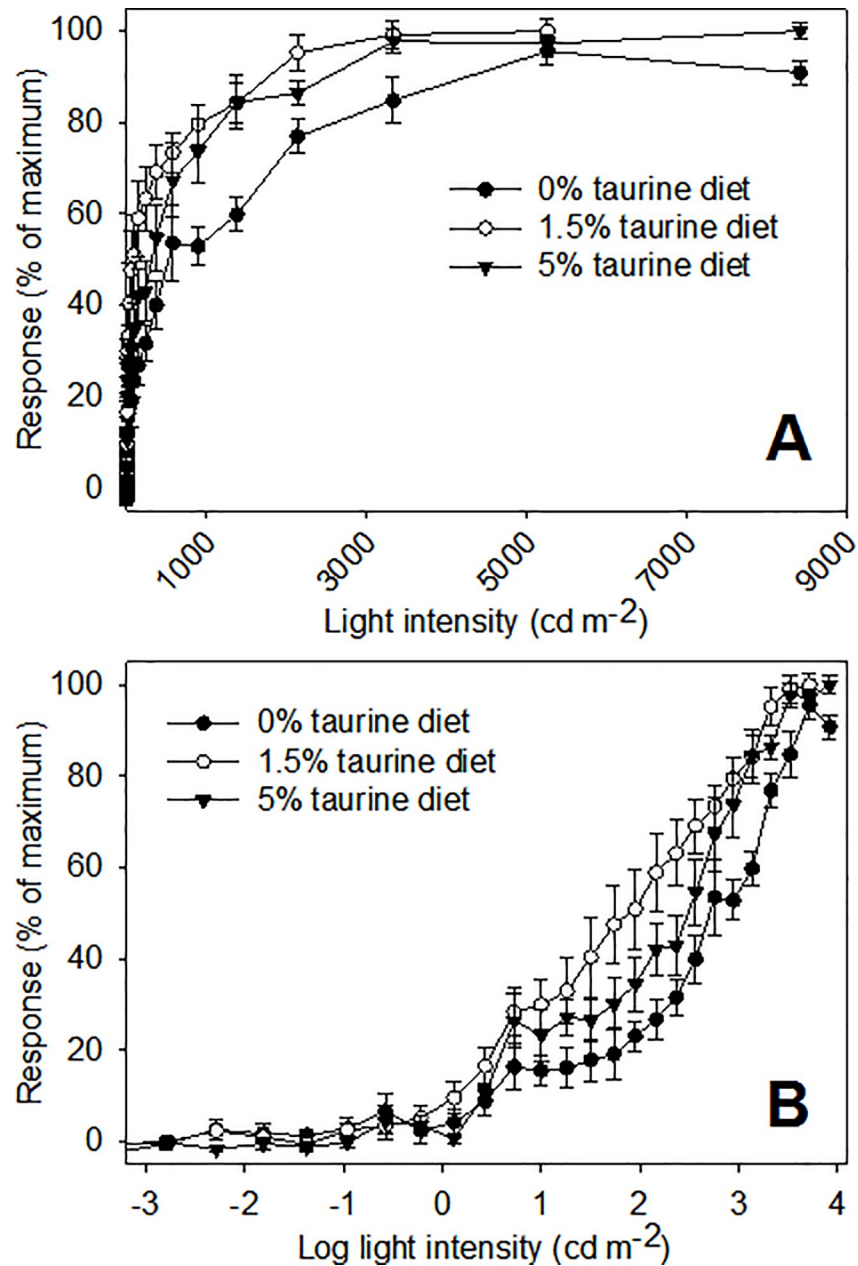 100
80
60
40
20
0
Response (% of maximum)
0% taurine diet
1.5% taurine diet
5% taurine diet
A
1000
3000
5000
7000
9000
Light intensity (cd m-2)
100
80
60
40
20
0
Response (% of maximum)
0% taurine diet
1.5% taurine diet
5% taurine diet
B
-3 -2 -1 0 1 2 3 4
Log light intensity (cd m-2)